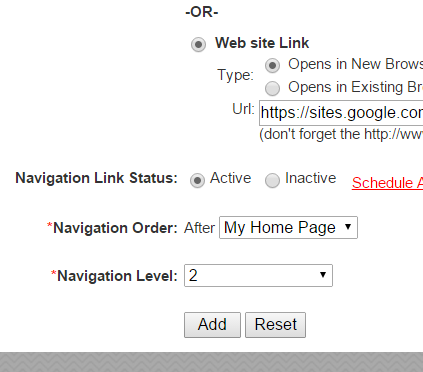 -OR-
Web site Link
Type: Opens in New Brows
Opens in Existing Br
Url: https://sites.google.com
(don't forget the http://ww
Navigation Link Status: Active Inactive Schedule A
*Navigation Order: After My Home Page
*Navigation Level: 2
Add Reset